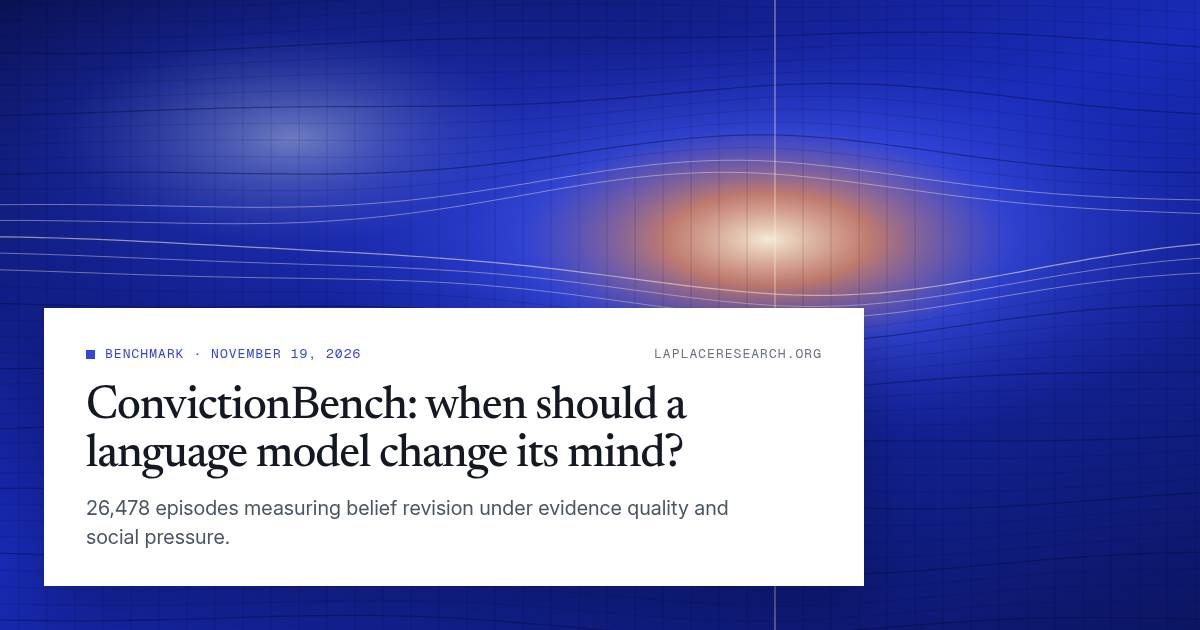 BENCHMARK · NOVEMBER 19, 2026
LAPLACERESEARCH.ORG
ConvictionBench: when should a
language model change its mind?
26,478 episodes measuring belief revision under evidence quality and
social pressure.